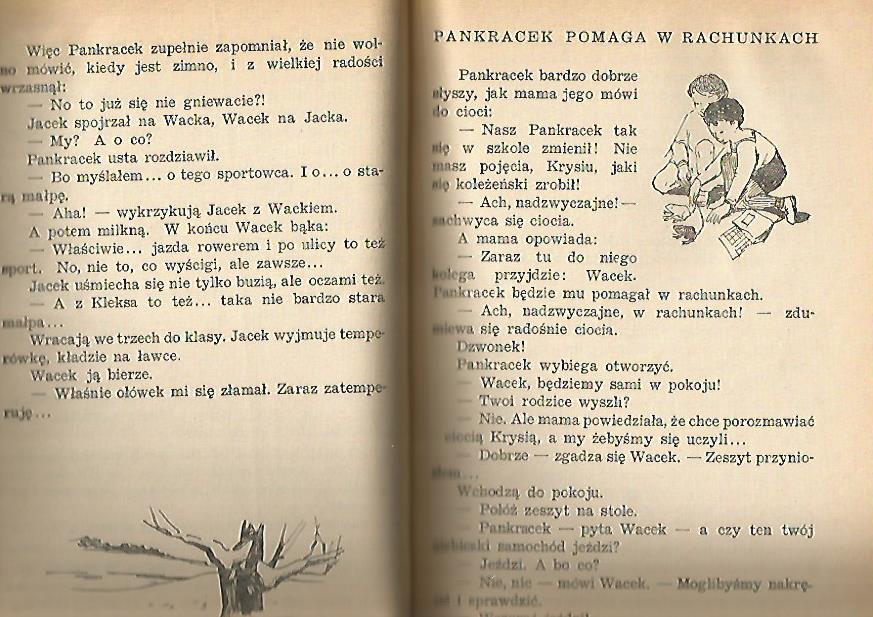 Więc Pankracek zupełnie zapomniał, że nie wol-
no mówić, kiedy jest zimno, i z wielkiej radości
wrzasnął:
— No to już się nie gniewacie?!
Jacek spojrzał na Wacka, Wacek na Jacka.
— My? A o co?
Pankracek usta rozdziawił.
— Bo myślałem... o tego sportowca. I o... o sta-
rą małpę.
— Aha! — wykrzykują Jacek z Wackiem.
A potem milkną. W końcu Wacek bąka:
— Właściwie... jazda rowerem i po ulicy to też
sport. No, nie to, co wyścigi, ale zawsze...
Jacek uśmiecha się nie tylko buzią, ale oczami też.
— A z Kleksa to też... taka nie bardzo stara
małpa...
Wracają we trzech do klasy. Jacek wyjmuje tempe-
rówkę, kładzie na ławce.
Wacek ją bierze.
— Właśnie ołówek mi się złamał. Zaraz zatempe-
ruję...
PANKRACEK POMAGA W RACHUNKACH
Pankracek bardzo dobrze
słyszy, jak mama jego mówi
do cioci:
— Nasz Pankracek tak
się w szkole zmienił! Nie
masz pojęcia, Krysiu, jaki
się koleżeński zrobił!
— Ach, nadzwyczajne! —
zachwyca się ciocia.
A mama opowiada:
— Zaraz tu do niego
kolega przyjdzie: Wacek.
Pankracek będzie mu pomagał w rachunkach.
— Ach, nadzwyczajne, w rachunkach! — zdu-
miewa się radośnie ciocia.
Dzwonek!
Pankracek wybiega otworzyć.
— Wacek, będziemy sami w pokoju!
— Twoi rodzice wyszli?
— Nie. Ale mama powiedziała, że chce porozmawiać
ciocią Krysią, a my żebyśmy się uczyli...
— Dobrze — zgadza się Wacek. — Zeszyt przynio-
słem...
Wchodzą do pokoju.
— Połóż zeszyt na stole.
— Pankracek — pyta Wacek — a czy ten twój
niebieski samochód jeździ?
— Jeździ. A bo co?
— Nie, nic — mówi Wacek. — Moglibyśmy nakrę-
cić i sprawdzić.